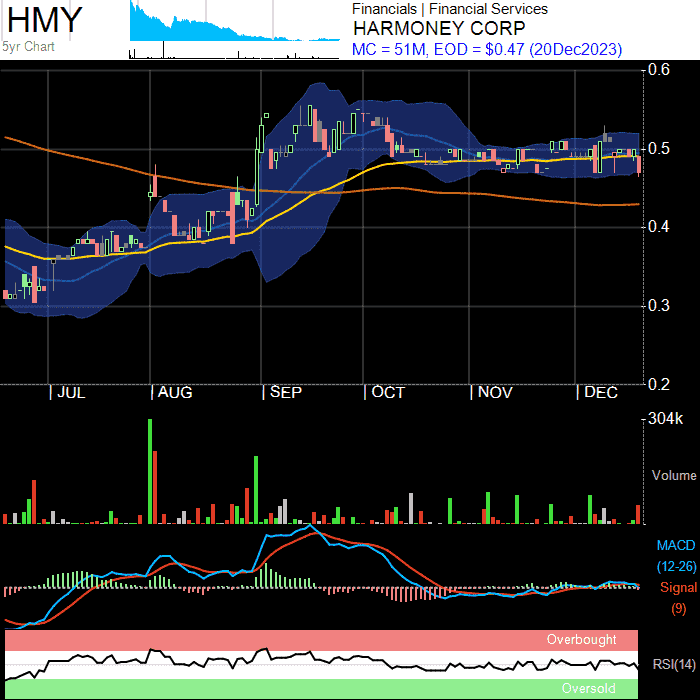 HMY
5yr Chart
Financials | Financial Services
HARMONEY CORP
MC = 51M, EOD = $0.47 (20Dec2023)
0.6
0.5
0.4
0.3
0.2
| JUL | AUG | SEP | OCT | NOV | DEC
304k
Volume
MACD
(12-26)
Signal
(9)
Overbought
RSI(14)
Oversold